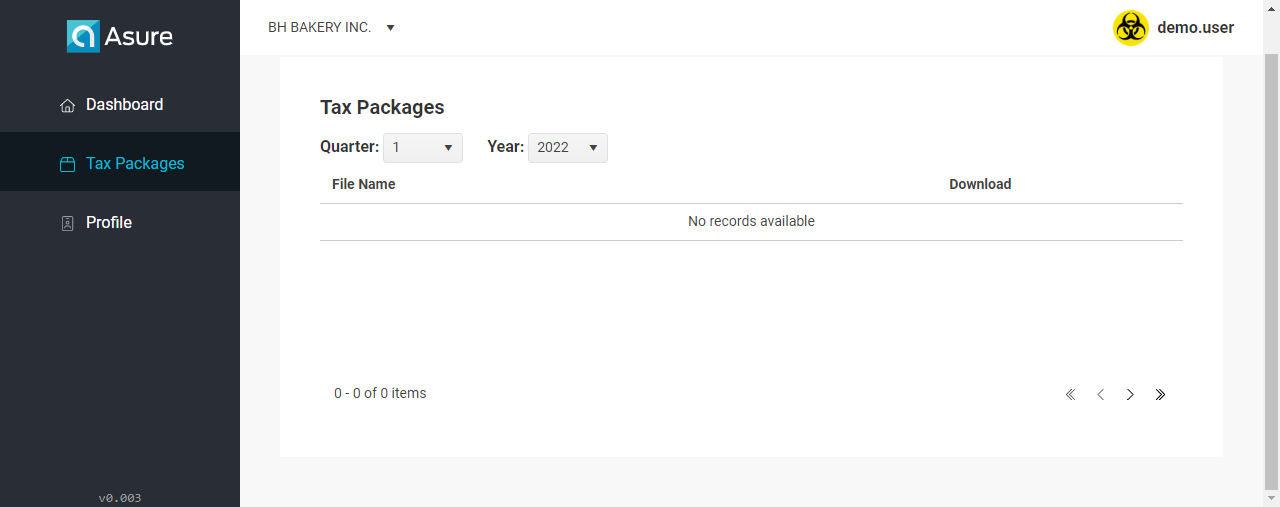 Asure
BH BAKERY INC.
demo.user
Dashboard
Tax Packages
Profile
v0.003
Tax Packages
Quarter: 1 Year: 2022
File Name Download
No records available
0 - 0 of 0 items